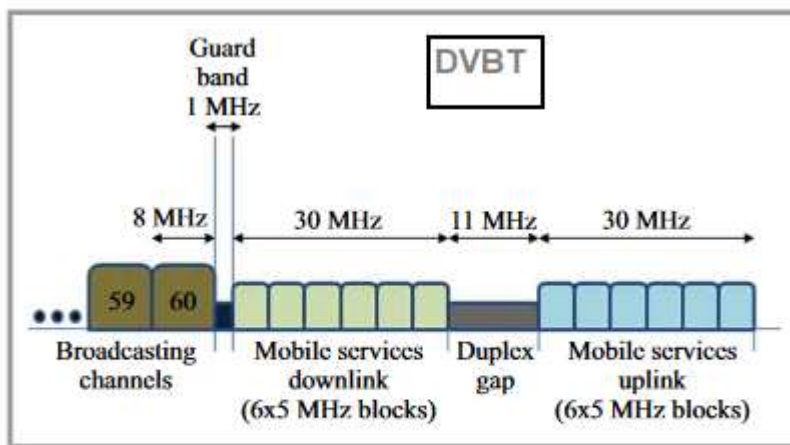 Guard
band
1 MHz
DVBT
8 MHz
30 MHz
11 MHz
30 MHz
59
60
Broadcasting
channels
Mobile services
downlink
(6x5 MHz blocks)
Duplex
gap
Mobile services
uplink
(6x5 MHz blocks)